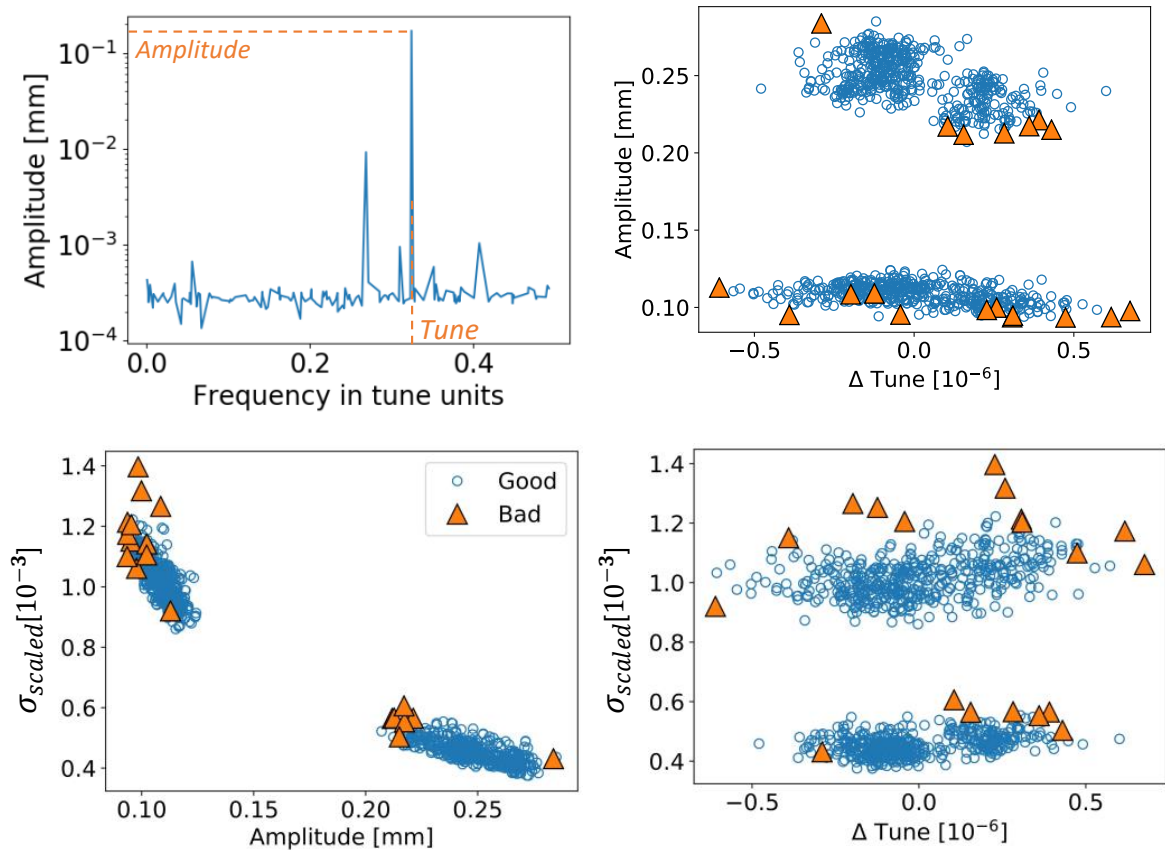 10⁻¹
10⁻²
10⁻³
10⁻⁴
Amplitude [mm]
Amplitude
Tune
0.0
0.2
0.4
Frequency in tune units
0.25
0.20
0.15
0.10
Amplitude [mm]
−0.5
0.0
0.5
Δ Tune [10⁻⁶]
1.4
1.2
1.0
0.8
0.6
0.4
σscaled[10⁻³]
Good
Bad
0.10
0.15
0.20
0.25
Amplitude [mm]
1.4
1.2
1.0
0.8
0.6
0.4
σscaled[10⁻³]
−0.5
0.0
0.5
Δ Tune [10⁻⁶]